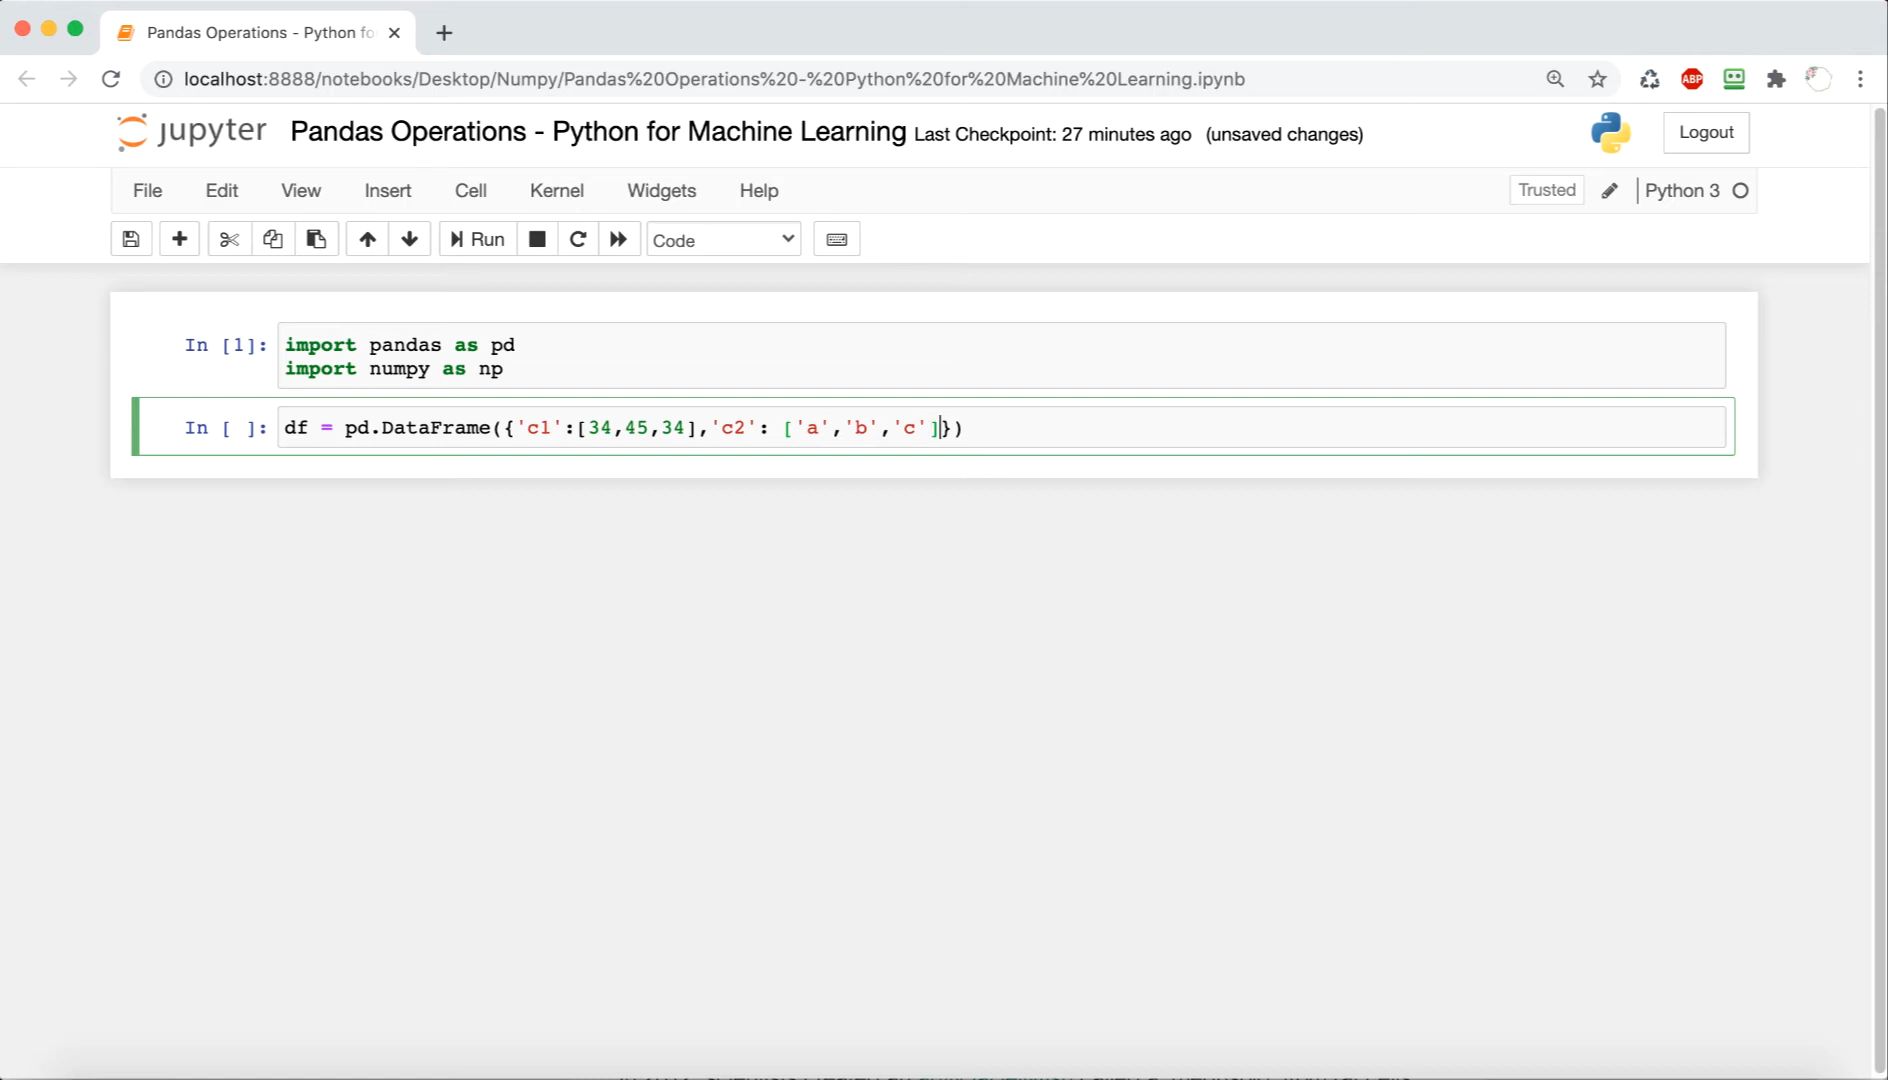 Pandas Operations - Python fo
localhost:8888/notebooks/Desktop/Numpy/Pandas%20Operations%20-%20Python%20for%20Machine%20Learning.ipynb
ABP
jupyter Pandas Operations - Python for Machine Learning Last Checkpoint: 27 minutes ago (unsaved changes)
Logout
File Edit View Insert Cell Kernel Widgets Help
Trusted Python 3
Run Code
In [1]: import pandas as pd
import numpy as np
In [ ]: df = pd.DataFrame({'c1':[34,45,34],'c2': ['a','b','c']})